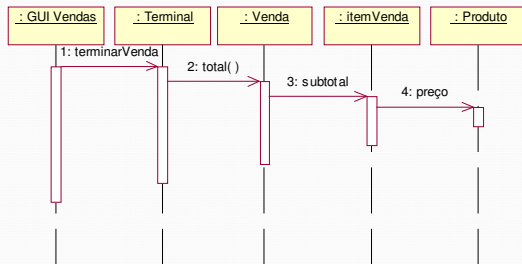 : GUI Vendas
: Terminal
: Venda
: itemVenda
: Produto
1: terminarVenda
2: total( )
3: subtotal
4: preço